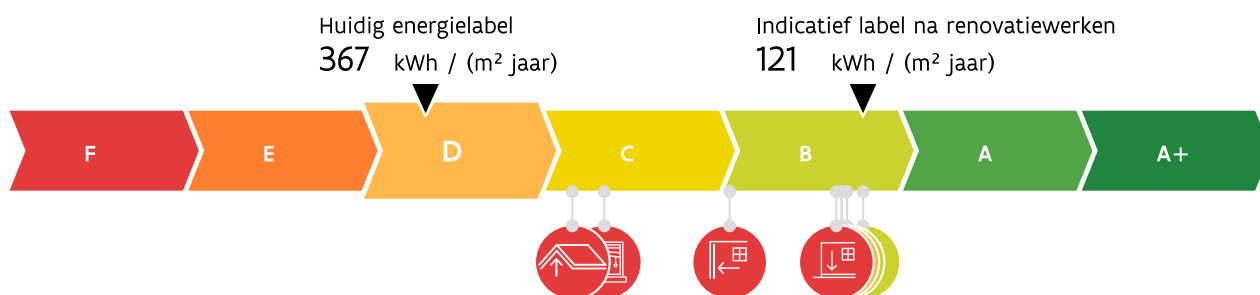 Huidig energielabel
367 kWh / (m² jaar)
Indicatief label na renovatiewerken
121 kWh / (m² jaar)
F E D C B A A+